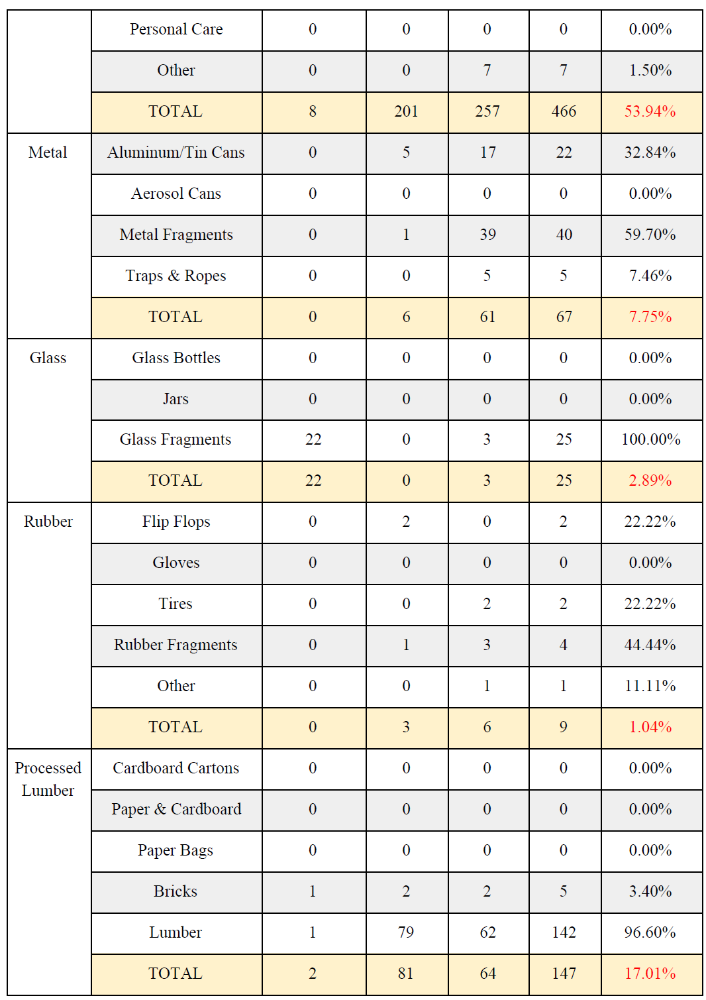 Personal Care 0 0 0 0 0.00%
Other 0 0 7 7 1.50%
TOTAL 8 201 257 466 53.94%
Metal Aluminum/Tin Cans 0 5 17 22 32.84%
Aerosol Cans 0 0 0 0 0.00%
Metal Fragments 0 1 39 40 59.70%
Traps & Ropes 0 0 5 5 7.46%
TOTAL 0 6 61 67 7.75%
Glass Glass Bottles 0 0 0 0 0.00%
Jars 0 0 0 0 0.00%
Glass Fragments 22 0 3 25 100.00%
TOTAL 22 0 3 25 2.89%
Rubber Flip Flops 0 2 0 2 22.22%
Gloves 0 0 0 0 0.00%
Tires 0 0 2 2 22.22%
Rubber Fragments 0 1 3 4 44.44%
Other 0 0 1 1 11.11%
TOTAL 0 3 6 9 1.04%
Processed Lumber Cardboard Cartons 0 0 0 0 0.00%
Paper & Cardboard 0 0 0 0 0.00%
Paper Bags 0 0 0 0 0.00%
Bricks 1 2 2 5 3.40%
Lumber 1 79 62 142 96.60%
TOTAL 2 81 64 147 17.01%